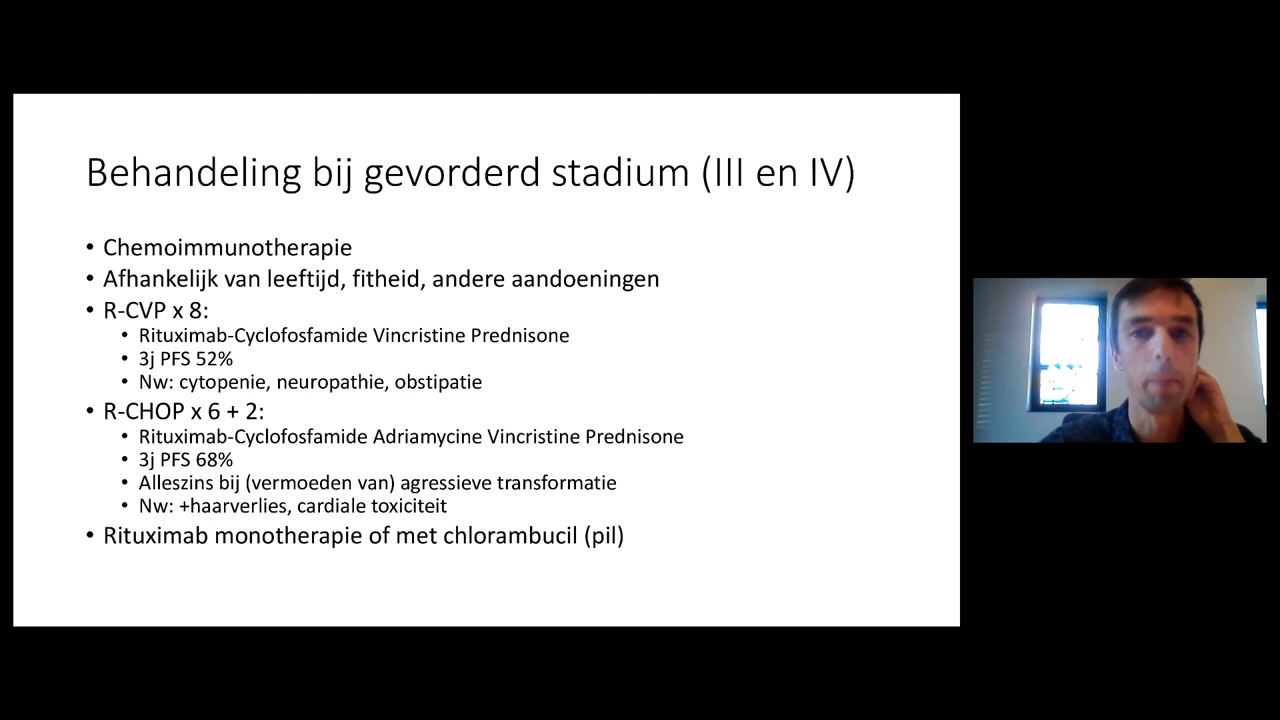 Behandeling bij gevorderd stadium (III en IV)
• Chemoimmunotherapie
• Afhankelijk van leeftijd, fitheid, andere aandoeningen
• R-CVP x 8:
• Rituximab-Cyclofosfamide Vincristine Prednisone
• 3j PFS 52%
• Nw: cytopenie, neuropathie, obstipatie
• R-CHOP x 6 + 2:
• Rituximab-Cyclofosfamide Adriamycine Vincristine Prednisone
• 3j PFS 68%
• Alleszins bij (vermoeden van) agressieve transformatie
• Nw: +haarverlies, cardiale toxiciteit
• Rituximab monotherapie of met chlorambucil (pil)